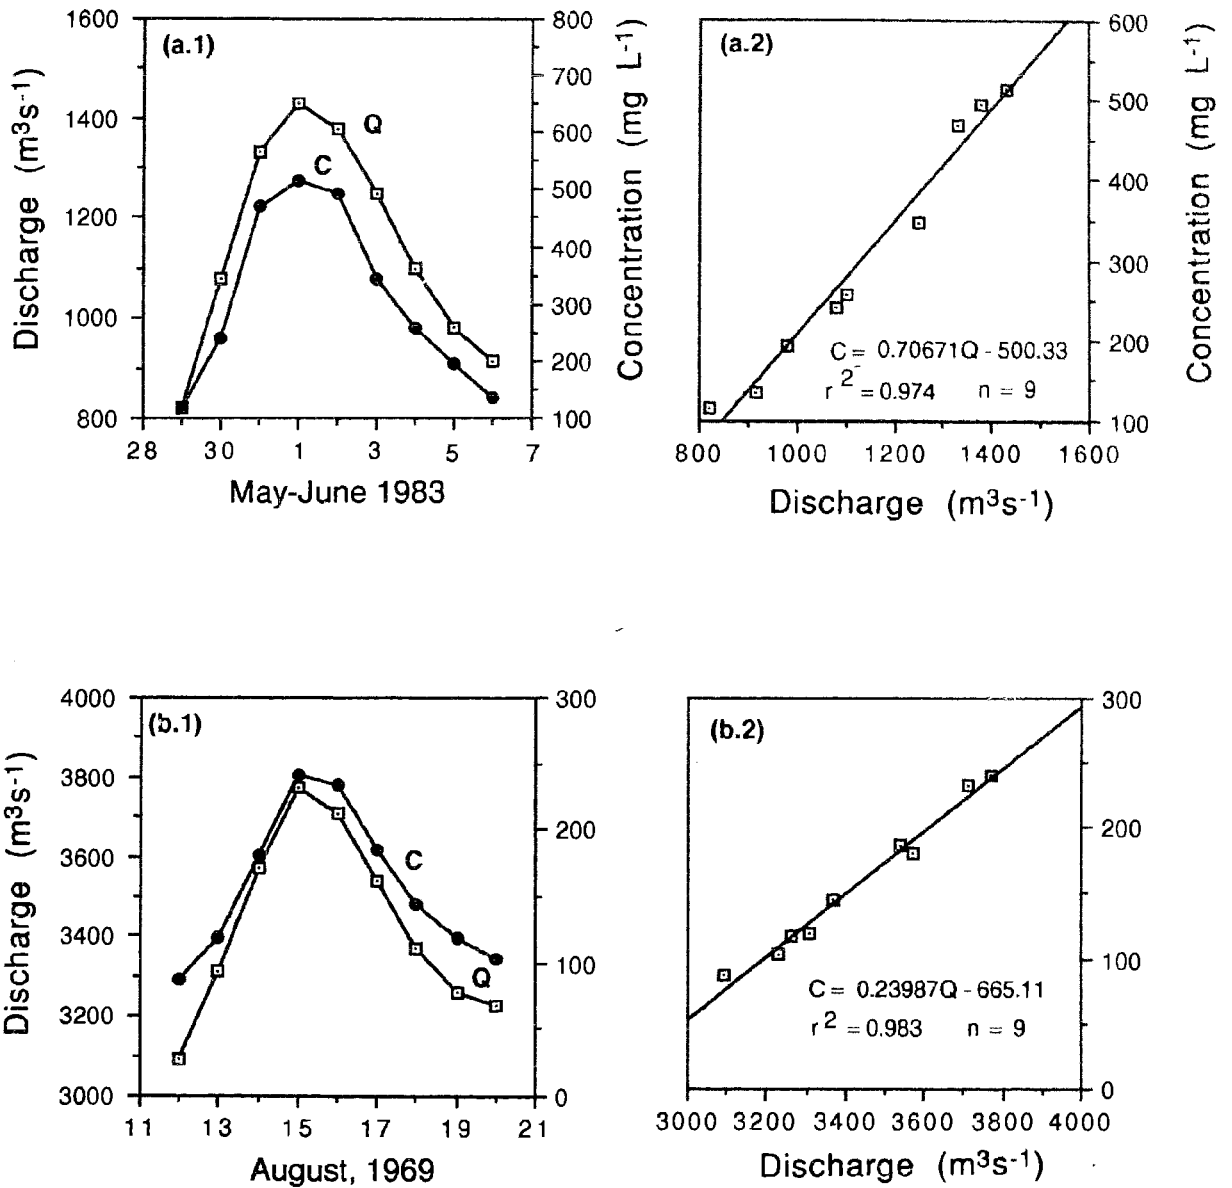 (a.1)
Discharge (m³s⁻¹)
1600
1400
1200
1000
800
Q
C
800
700
600
500
400
300
200
100
Concentration (mg L⁻¹)
28 30 1 3 5 7
May-June 1983
(a.2)
600
500
400
300
200
100
Concentration (mg L⁻¹)
C = 0.70671Q - 500.33
r² = 0.974 n = 9
800 1000 1200 1400 1600
Discharge (m³s⁻¹)
(b.1)
Discharge (m³s⁻¹)
4000
3800
3600
3400
3200
3000
C
Q
300
200
100
0
11 13 15 17 19 21
August, 1969
(b.2)
300
200
100
0
C = 0.23987Q - 665.11
r² = 0.983 n = 9
3000 3200 3400 3600 3800 4000
Discharge (m³s⁻¹)